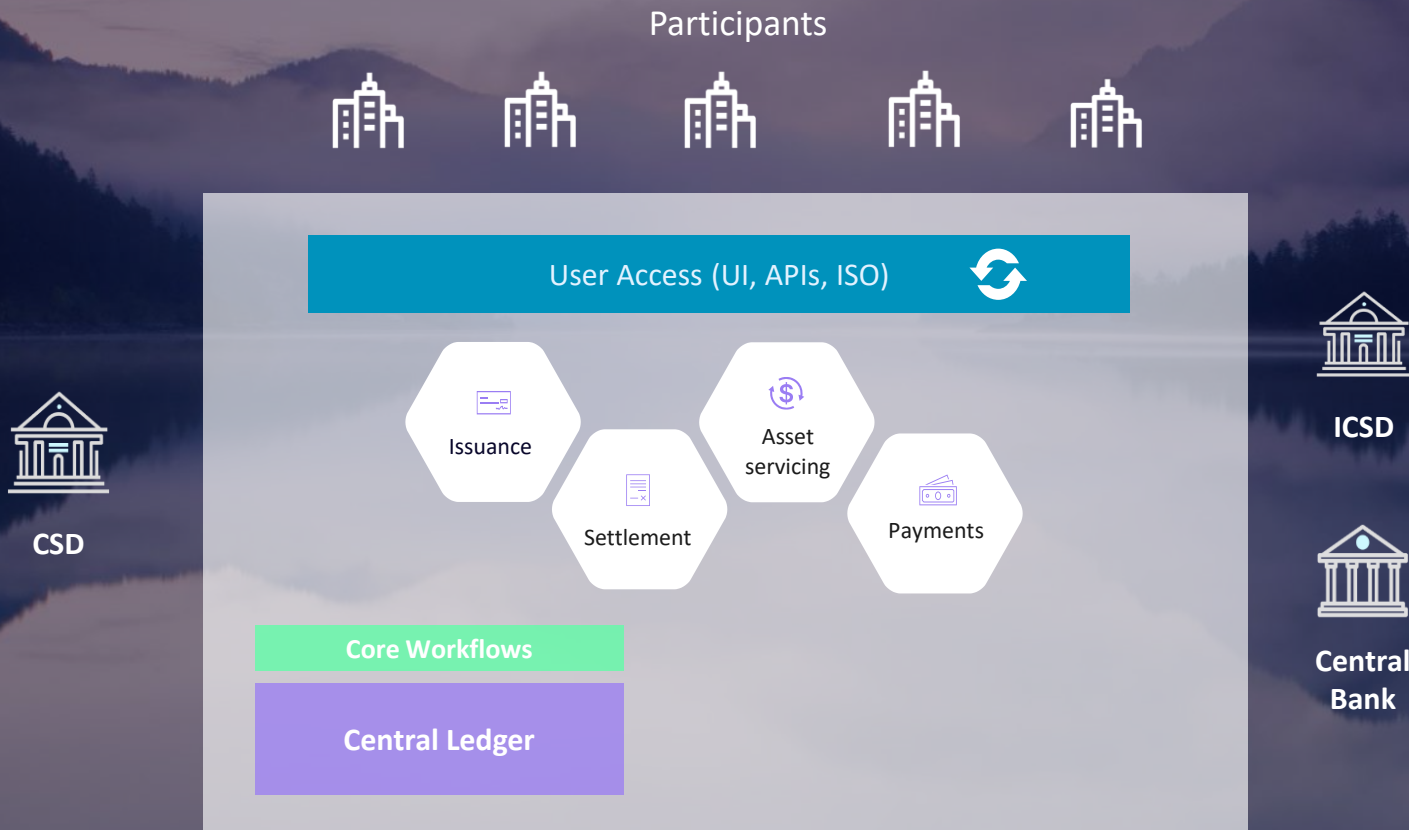 Participants
User Access (UI, APIs, ISO)
Issuance
Asset
servicing
Settlement
Payments
CSD
ICSD
Central
Bank
Core Workflows
Central Ledger